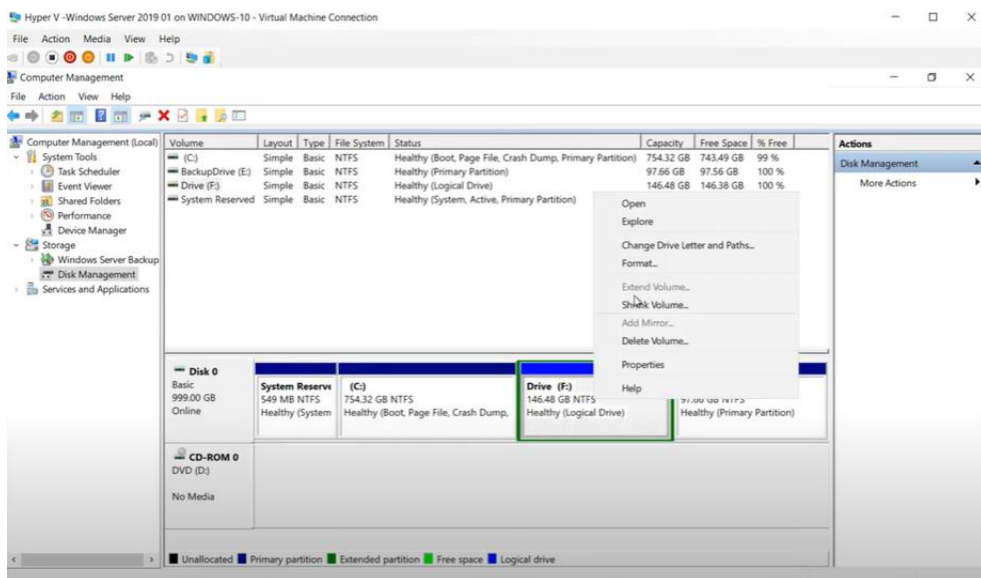 Hyper V -Windows Server 2019 01 on WINDOWS-10 - Virtual Machine Connection
File Action Media View Help
Computer Management
File Action View Help
Computer Management (Local)
System Tools
Task Scheduler
Event Viewer
Shared Folders
Performance
Device Manager
Storage
Windows Server Backup
Disk Management
Services and Applications
Volume Layout Type File System Status Capacity Free Space % Free
(C:) Simple Basic NTFS Healthy (Boot, Page File, Crash Dump, Primary Partition) 754.32 GB 743.49 GB 99 %
BackupDrive (E:) Simple Basic NTFS Healthy (Primary Partition) 97.66 GB 97.56 GB 100 %
Drive (F:) Simple Basic NTFS Healthy (Logical Drive) 146.48 GB 146.38 GB 100 %
System Reserved Simple Basic NTFS Healthy (System, Active, Primary Partition)
Open
Explore
Change Drive Letter and Paths...
Format...
Extend Volume...
Shrink Volume...
Add Mirror...
Delete Volume...
Properties
Help
Actions
Disk Management
More Actions
Disk 0
Basic
999.00 GB
Online
System Reserve
549 MB NTFS
Healthy (System
(C:)
754.32 GB NTFS
Healthy (Boot, Page File, Crash Dump,
Drive (F:)
146.48 GB NTFS
Healthy (Logical Drive)
97.66 GB NTFS
Healthy (Primary Partition)
CD-ROM 0
DVD (D:)
No Media
Unallocated Primary partition Extended partition Free space Logical drive